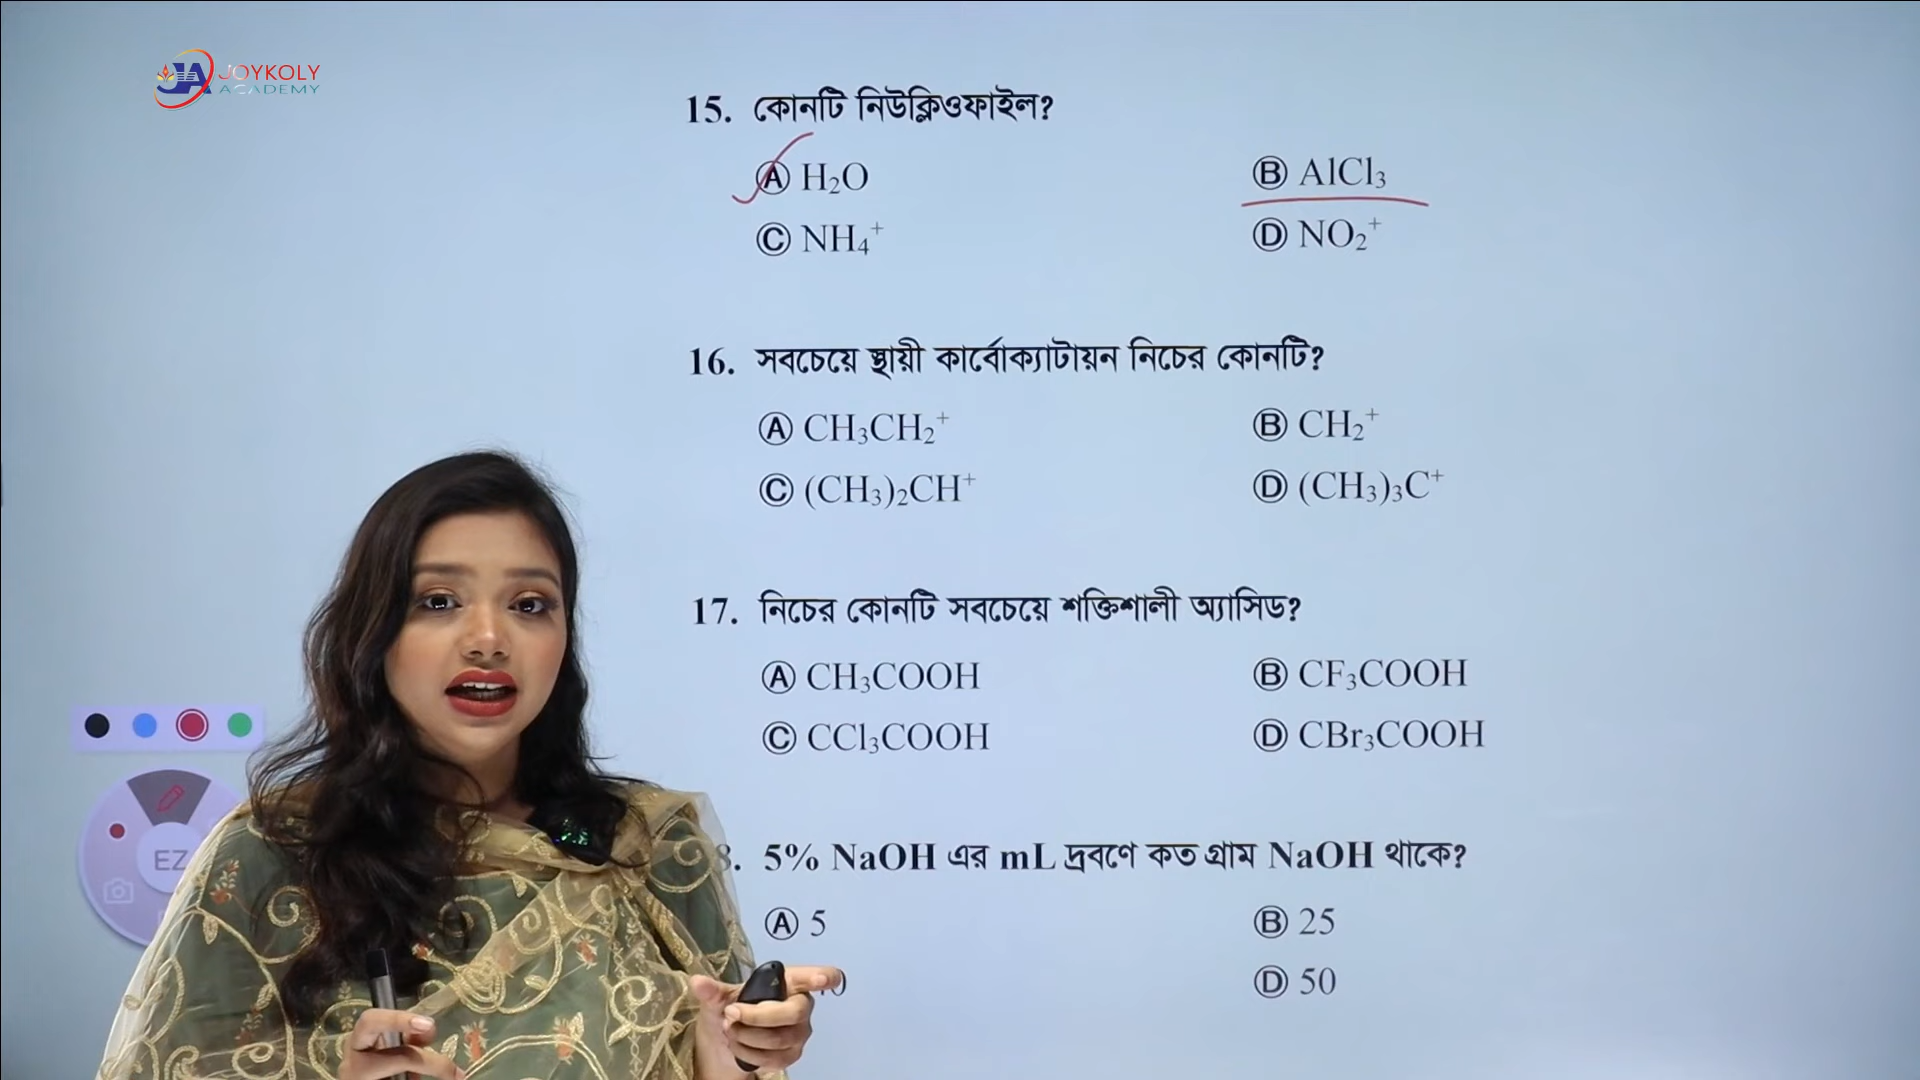 JOYKOLY
ACADEMY
15. কোনটি নিউক্লিওফাইল?
Ⓐ H₂O Ⓑ AlCl₃
Ⓒ NH₄⁺ Ⓓ NO₂⁺
16. সবচেয়ে স্থায়ী কার্বোক্যাটায়ন নিচের কোনটি?
Ⓐ CH₃CH₂⁺ Ⓑ CH₂⁺
Ⓒ (CH₃)₂CH⁺ Ⓓ (CH₃)₃C⁺
17. নিচের কোনটি সবচেয়ে শক্তিশালী অ্যাসিড?
Ⓐ CH₃COOH Ⓑ CF₃COOH
Ⓒ CCl₃COOH Ⓓ CBr₃COOH
8. 5% NaOH এর mL দ্রবণে কত গ্রাম NaOH থাকে?
Ⓐ 5 Ⓑ 25
0 Ⓓ 50
EZ